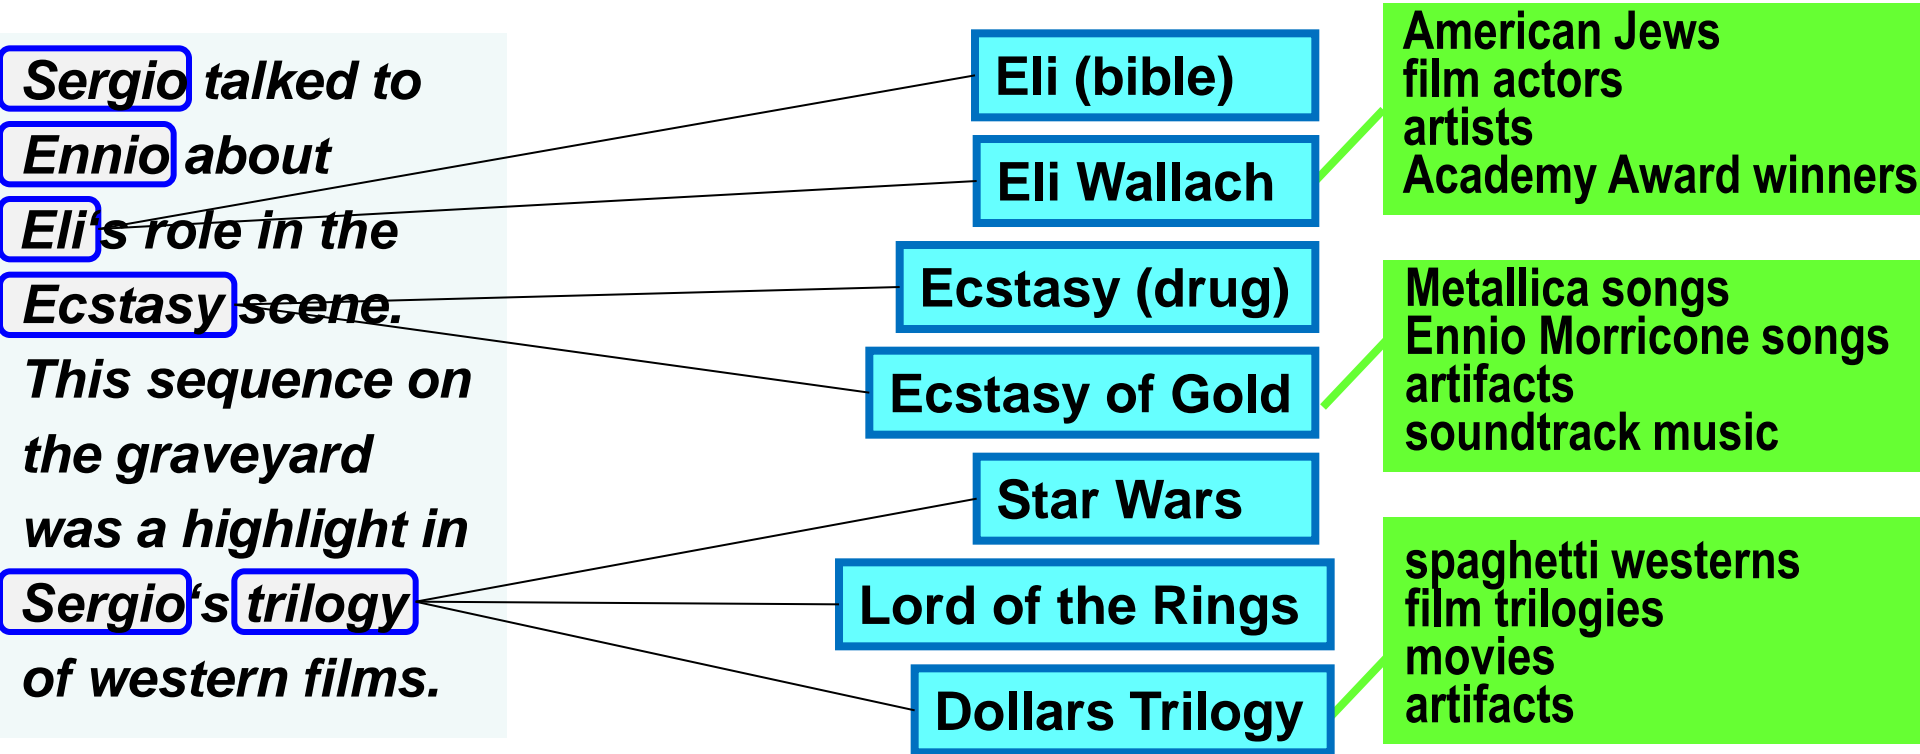 Sergio talked to
Ennio about
Eli‘s role in the
Ecstasy scene.
This sequence on
the graveyard
was a highlight in
Sergio‘s trilogy
of western films.
Eli (bible)
Eli Wallach
Ecstasy (drug)
Ecstasy of Gold
Star Wars
Lord of the Rings
Dollars Trilogy
American Jews
film actors
artists
Academy Award winners
Metallica songs
Ennio Morricone songs
artifacts
soundtrack music
spaghetti westerns
film trilogies
movies
artifacts